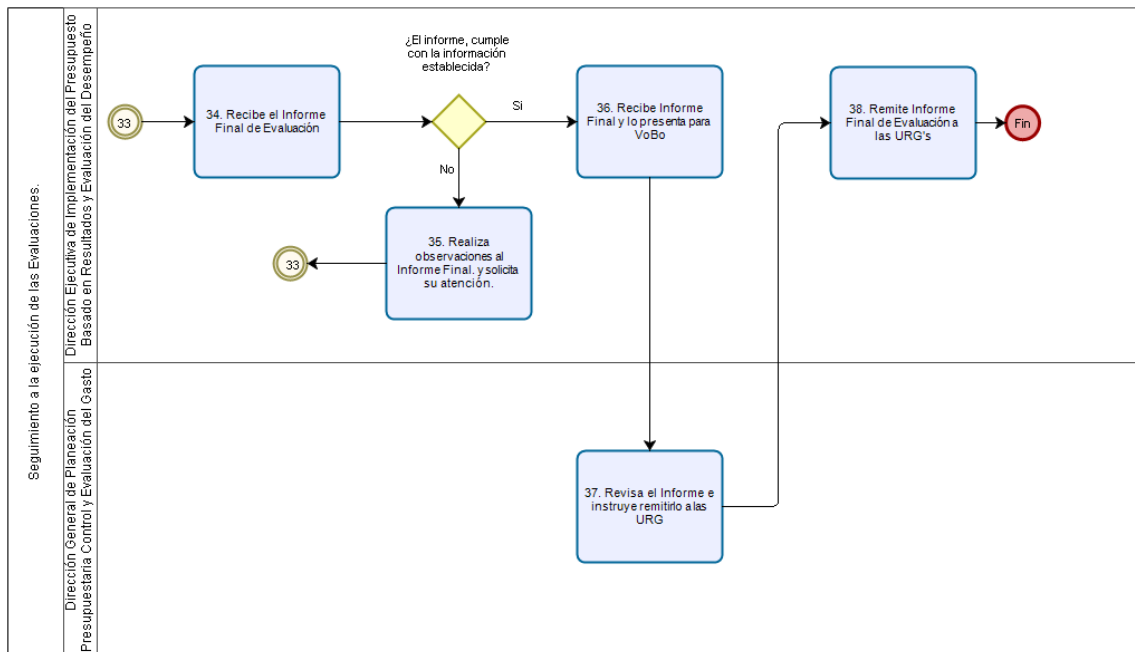 Seguimiento a la ejecución de las Evaluaciones.
Dirección Ejecutiva de Implementación del Presupuesto
Basado en Resultados y Evaluación del Desempeño
33
34. Recibe el Informe
Final de Evaluación
¿El informe, cumple
con la información
establecida?
Si
No
35. Realiza
observaciones al
Informe Final. y solicita
su atención.
33
36. Recibe Informe
Final y lo presenta para
VoBo
38. Remite Informe
Final de Evaluación a
las URG's
Fin
Dirección General de Planeación
Presupuestaría Control y Evaluación del Gasto
37. Revisa el Informe e
instruye remitirlo a las
URG